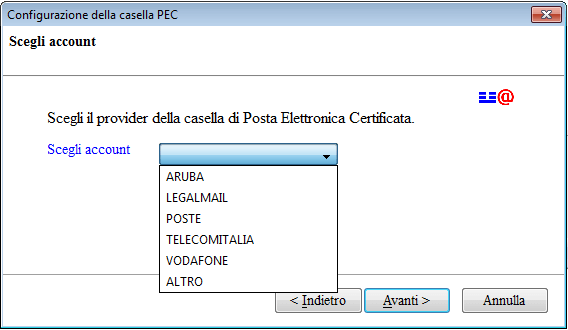 Configurazione della casella PEC
Scegli account
Scegli il provider della casella di Posta Elettronica Certificata.
Scegli account
ARUBA
LEGALMAIL
POSTE
TELECOMITALIA
VODAFONE
ALTRO
< Indietro
Avanti >
Annulla